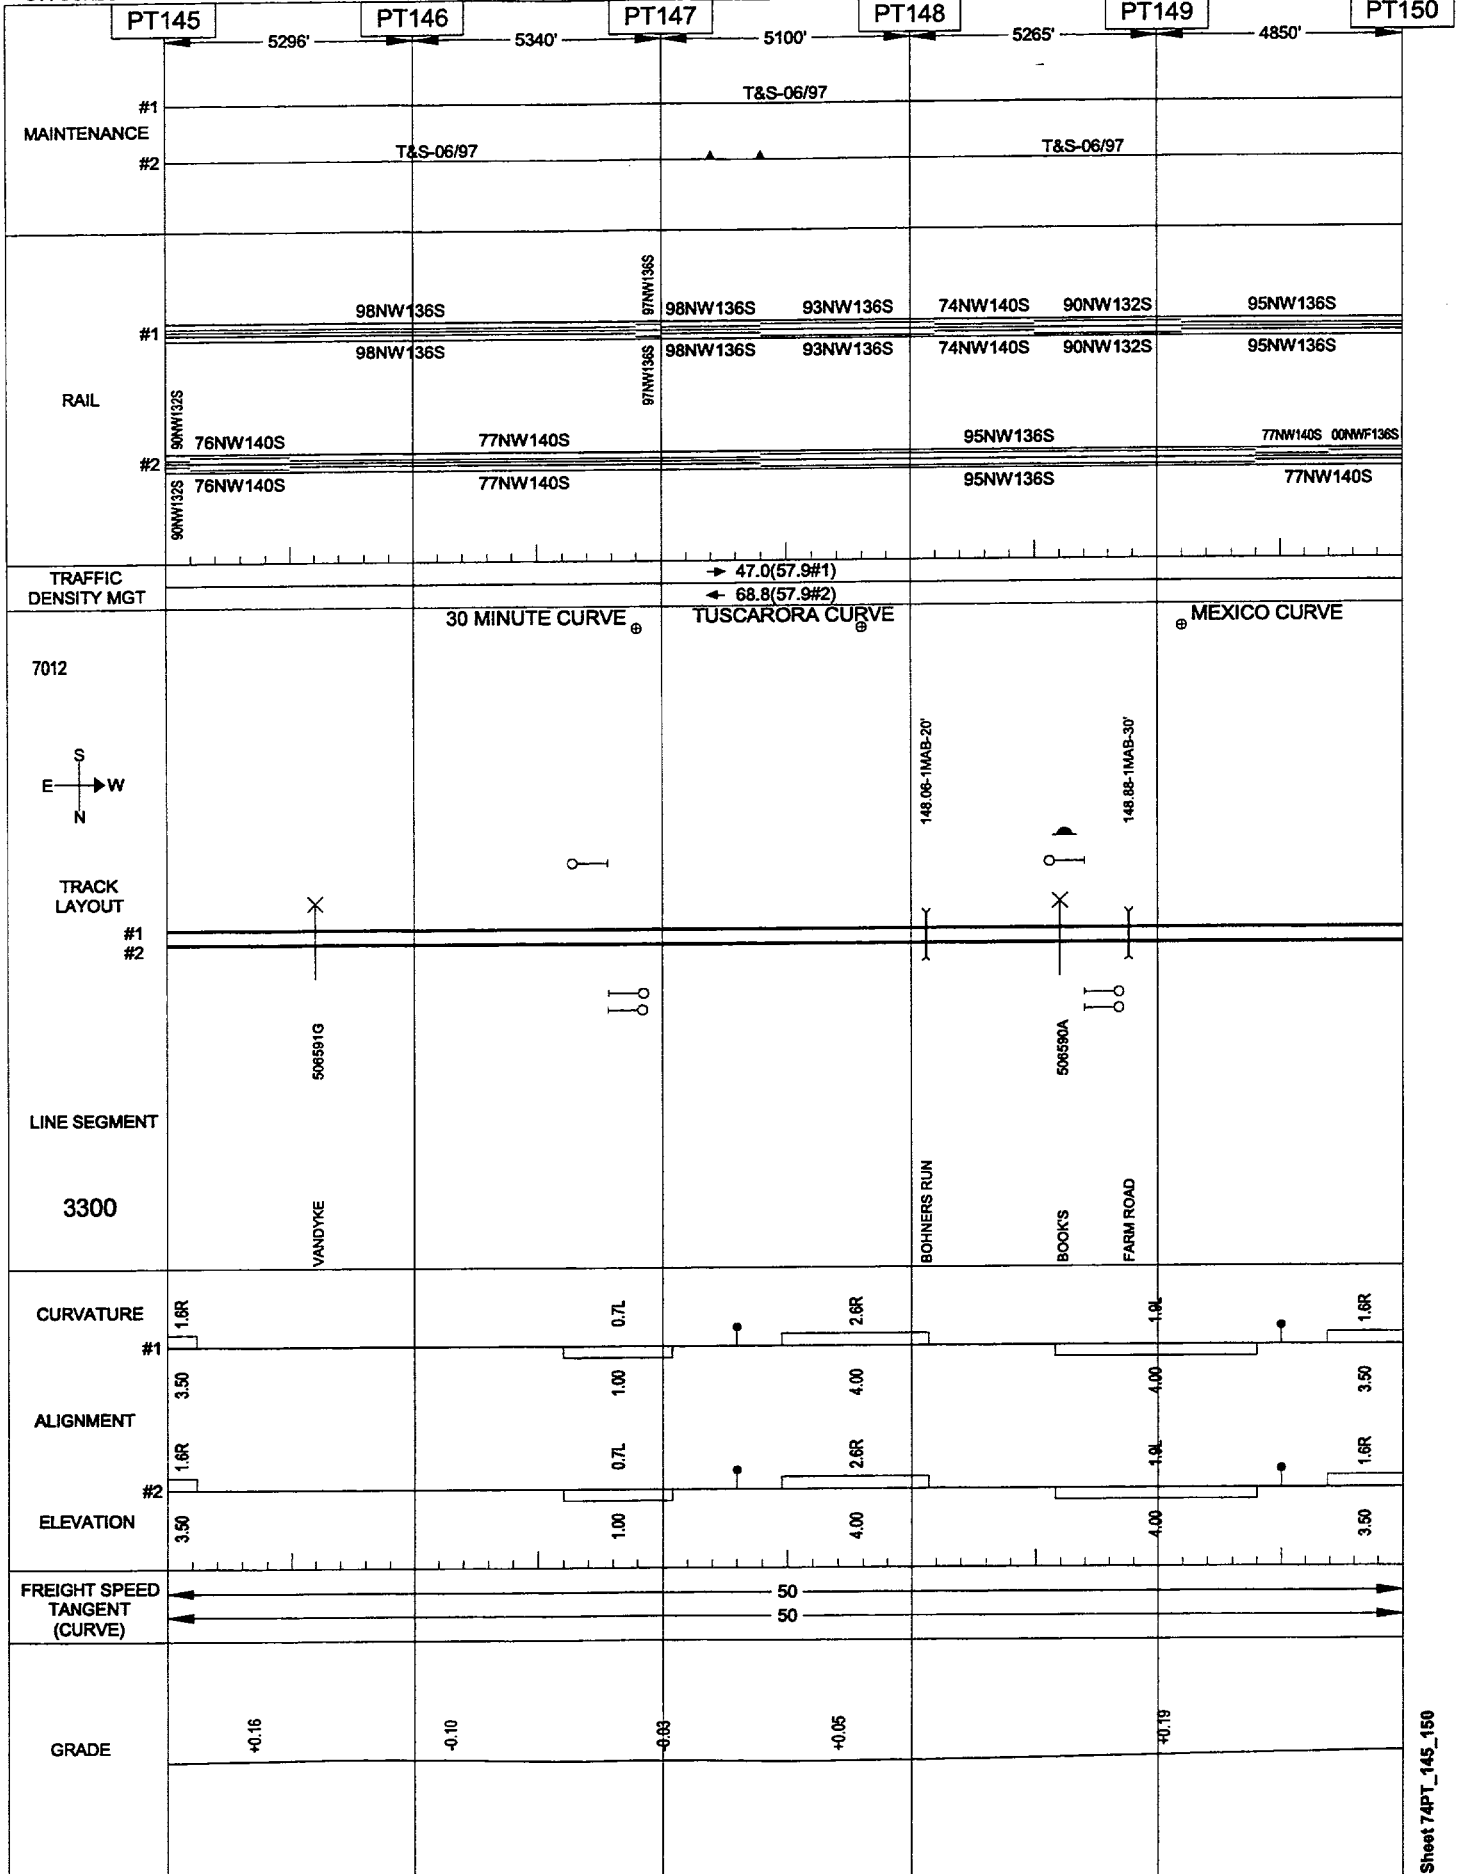 PT145 PT146 PT147 PT148 PT149 PT150
5296' 5340' 5100' 5265' 4850'
#1 T&S-06/97
MAINTENANCE
#2 T&S-06/97 T&S-06/97
97NW136S
98NW136S 98NW136S 93NW136S 74NW140S 90NW132S 95NW136S
#1
98NW136S 98NW136S 93NW136S 74NW140S 90NW132S 95NW136S
97NW136S
RAIL
90NW132S
76NW140S 77NW140S 95NW136S 77NW140S 00NWF136S
#2
76NW140S 77NW140S 95NW136S 77NW140S
90NW132S
TRAFFIC
DENSITY MGT
47.0(57.9#1)
68.8(57.9#2)
30 MINUTE CURVE TUSCARORA CURVE MEXICO CURVE
7012
S
E W
N
148.06-1MAB-20' 148.88-1MAB-30'
TRACK
LAYOUT
#1
#2
506591G 506590A
LINE SEGMENT
3300
VANDYKE BOHNERS RUN BOOK'S FARM ROAD
CURVATURE 1.6R 0.7L 2.6R 1.9L 1.6R
#1
3.50 1.00 4.00 4.00 3.50
ALIGNMENT
1.6R 0.7L 2.6R 1.9L 1.6R
#2
ELEVATION 3.50 1.00 4.00 4.00 3.50
FREIGHT SPEED
TANGENT
(CURVE)
50
50
GRADE +0.16 -0.10 -0.03 +0.05 +0.19
Sheet 74PT_145_150